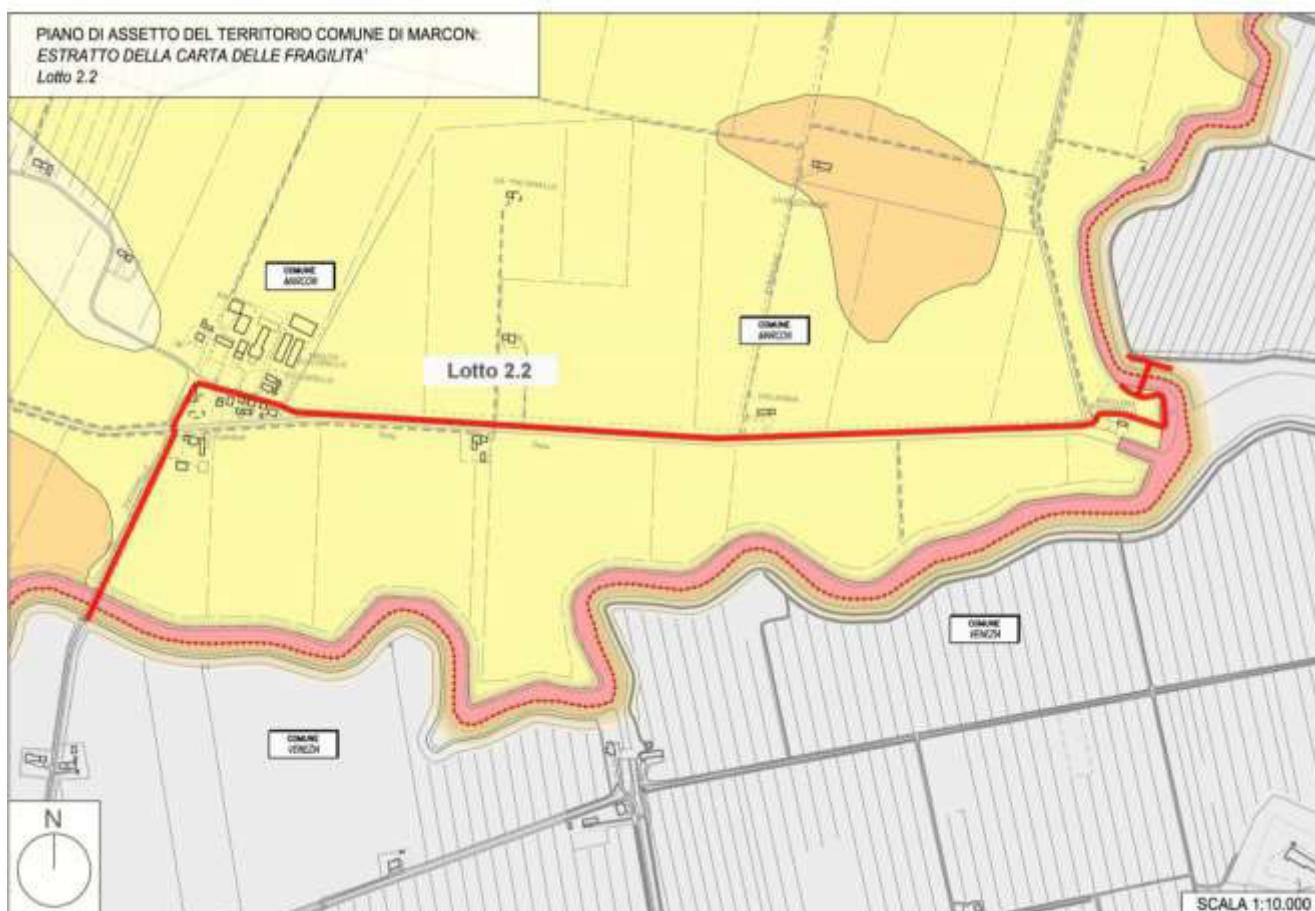 PIANO DI ASSETTO DEL TERRITORIO COMUNE DI MARCON:
ESTRATTO DELLA CARTA DELLE FRAGILITA'
Lotto 2.2
COMUNE
MARCON
COMUNE
MARCON
Lotto 2.2
COMUNE
VENEZIA
COMUNE
VENEZIA
N
SCALA 1:10.000